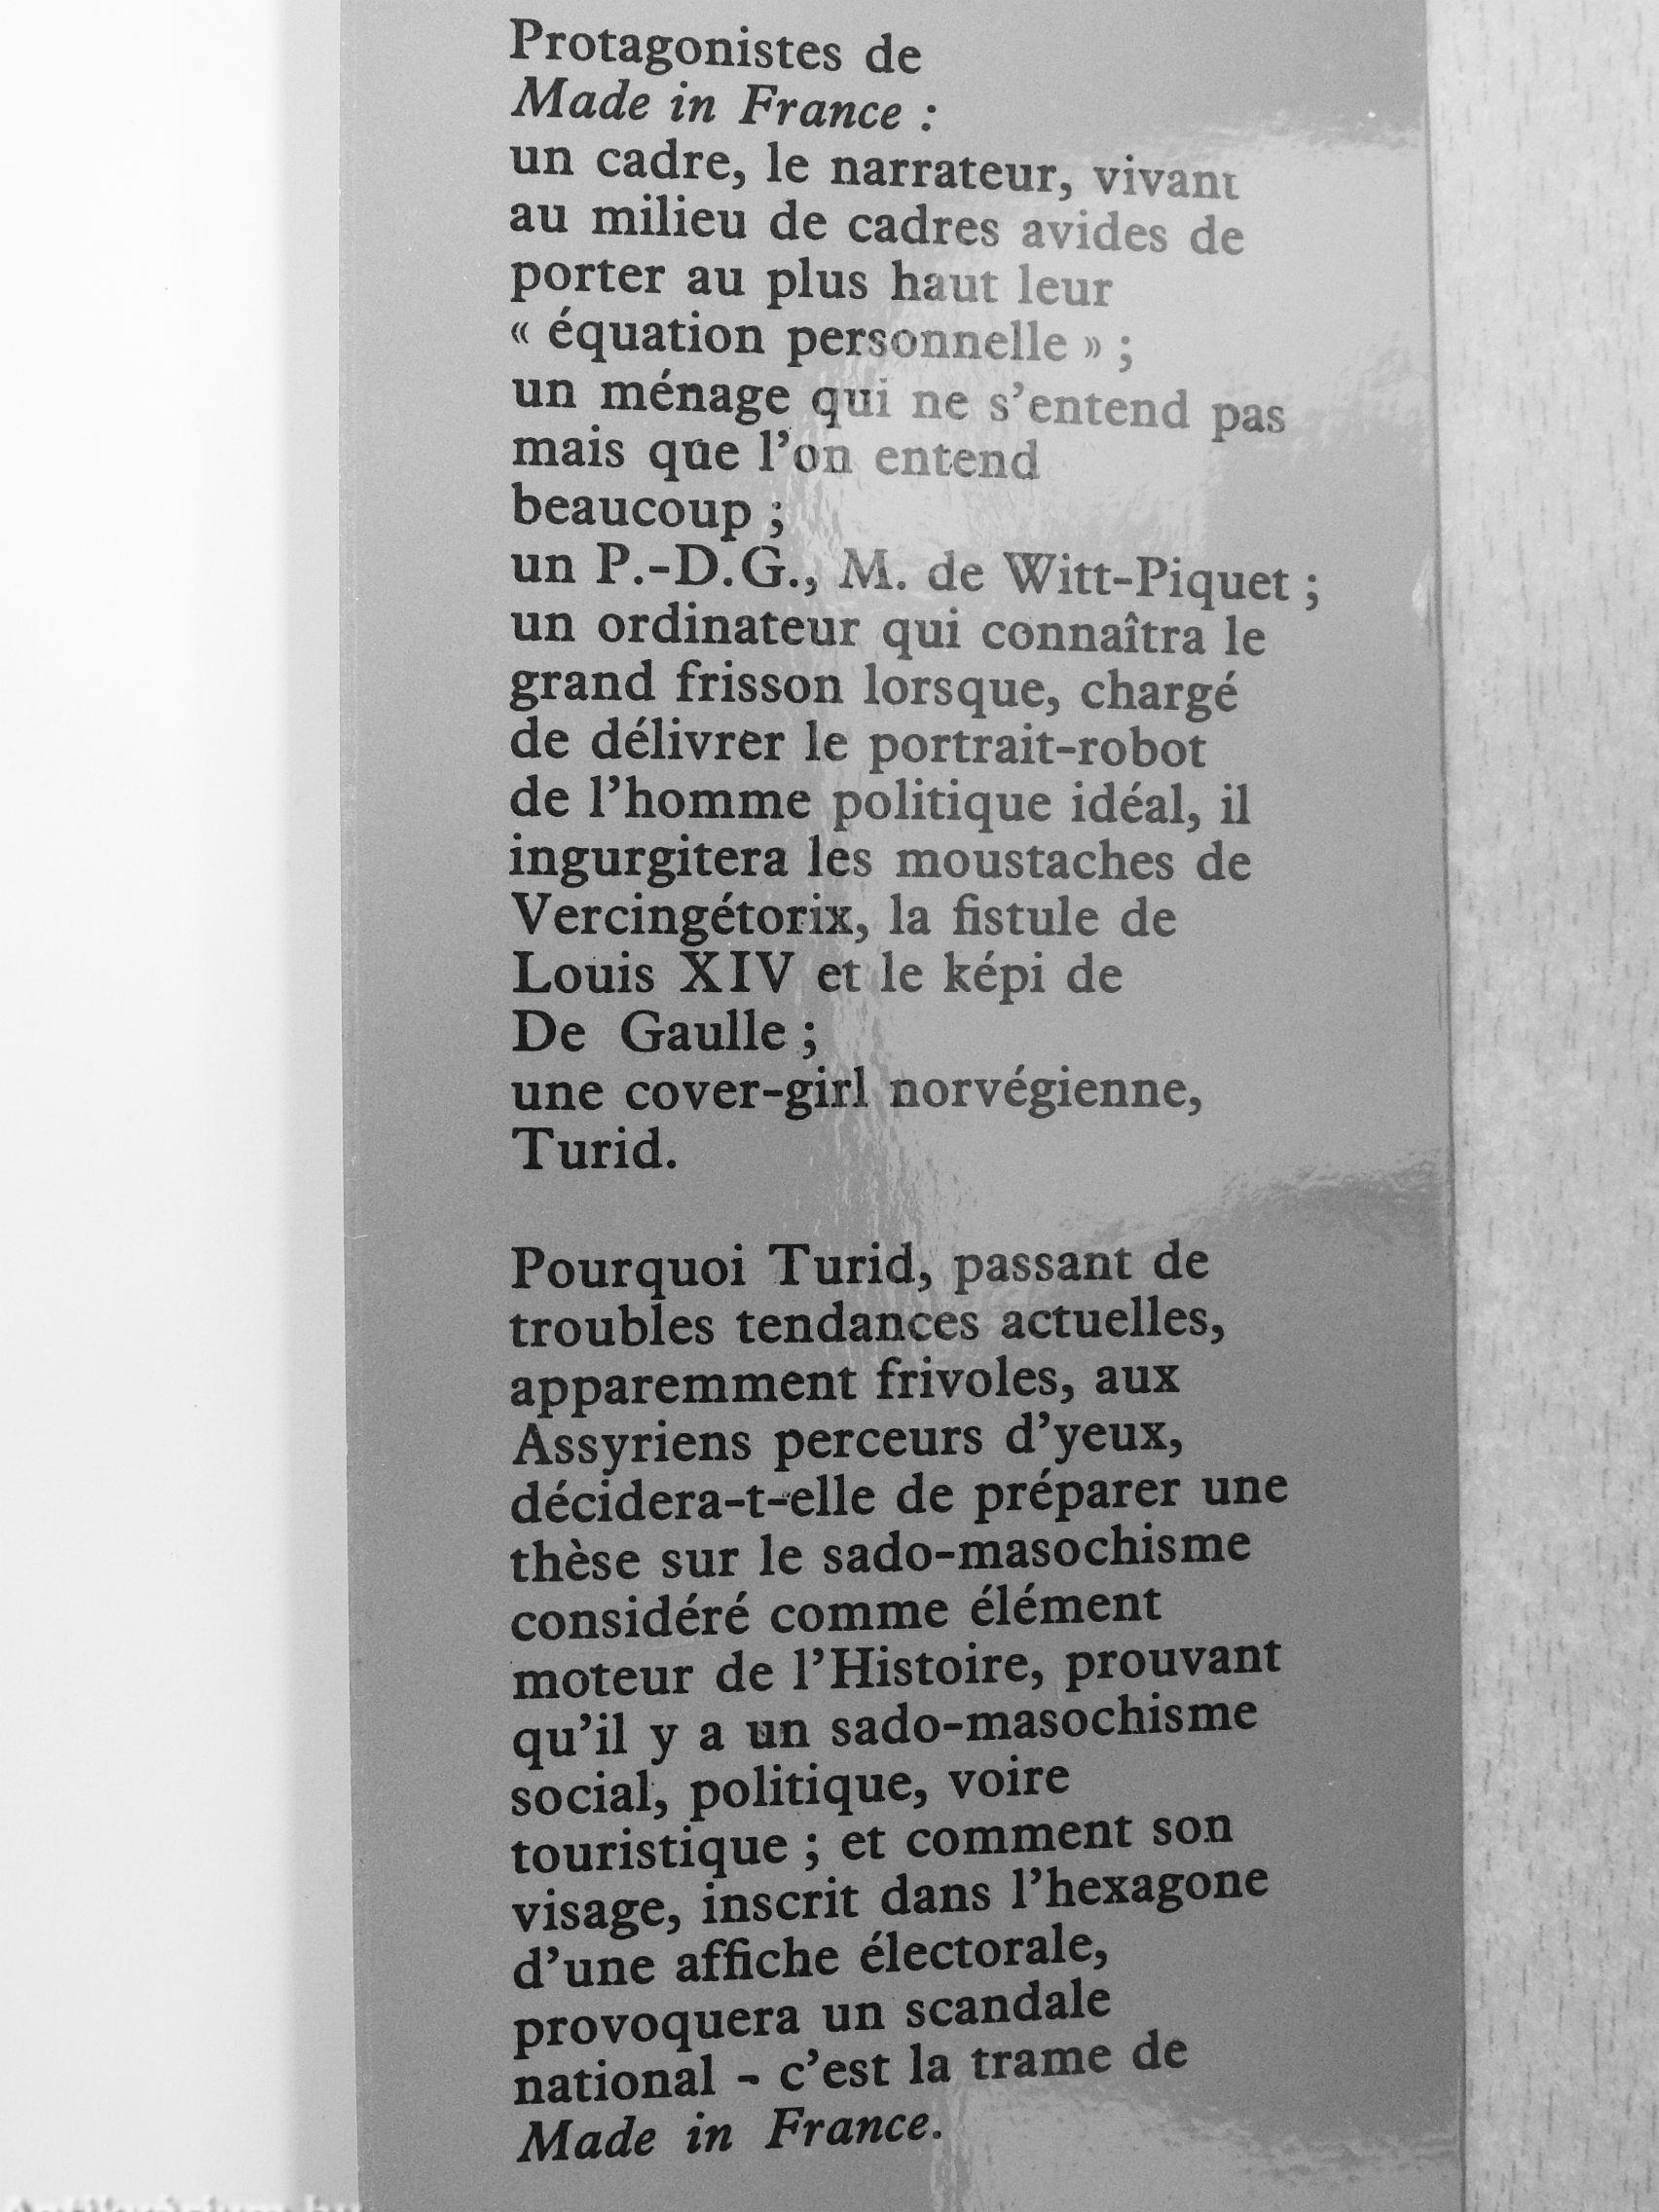 Protagonistes de
Made in France :
un cadre, le narrateur, vivant
au milieu de cadres avides de
porter au plus haut leur
« équation personnelle » ;
un ménage qui ne s'entend pas
mais que l'on entend
beaucoup ;
un P.-D.G., M. de Witt-Piquet ;
un ordinateur qui connaîtra le
grand frisson lorsque, chargé
de délivrer le portrait-robot
de l'homme politique idéal, il
ingurgitera les moustaches de
Vercingétorix, la fistule de
Louis XIV et le képi de
De Gaulle ;
une cover-girl norvégienne,
Turid.
Pourquoi Turid, passant de
troubles tendances actuelles,
apparemment frivoles, aux
Assyriens perceurs d'yeux,
décidera-t-elle de préparer une
thèse sur le sado-masochisme
considéré comme élément
moteur de l'Histoire, prouvant
qu'il y a un sado-masochisme
social, politique, voire
touristique ; et comment son
visage, inscrit dans l'hexagone
d'une affiche électorale,
provoquera un scandale
national - c'est la trame de
Made in France.